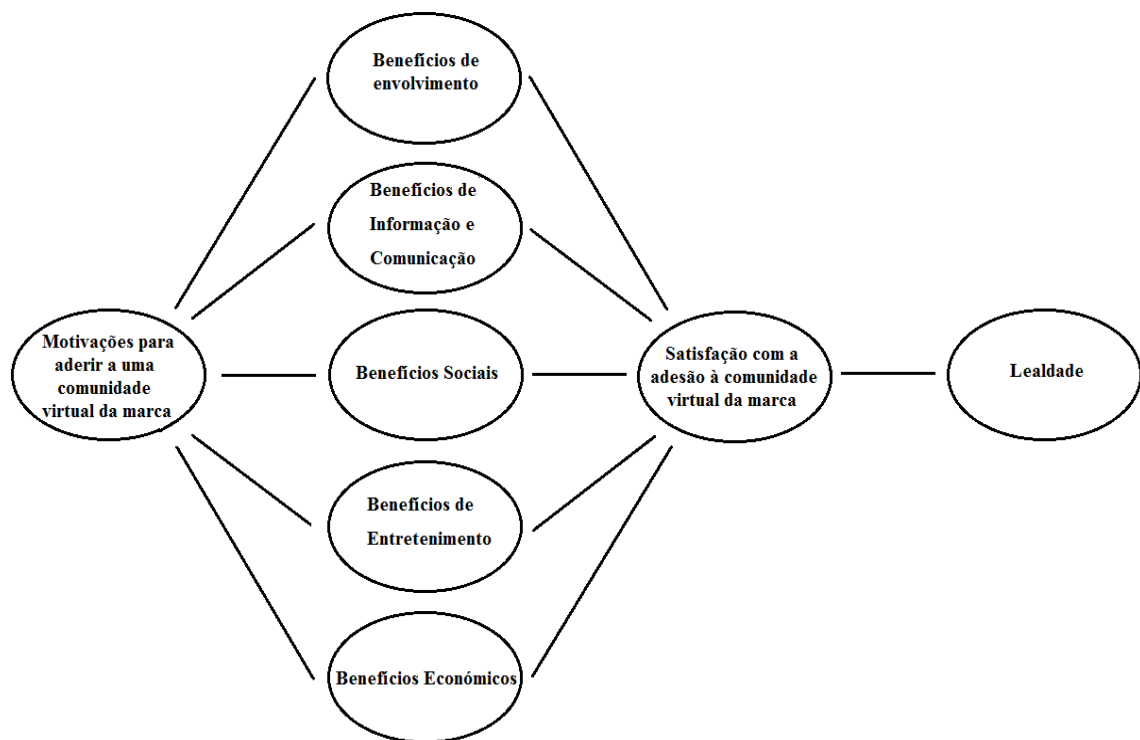 Benefícios de
envolvimento
Benefícios de
Informação e
Comunicação
Motivações para
aderir a uma
comunidade
virtual da marca
Benefícios Sociais
Satisfação com a
adesão à comunidade
virtual da marca
Lealdade
Benefícios de
Entretenimento
Benefícios Económicos